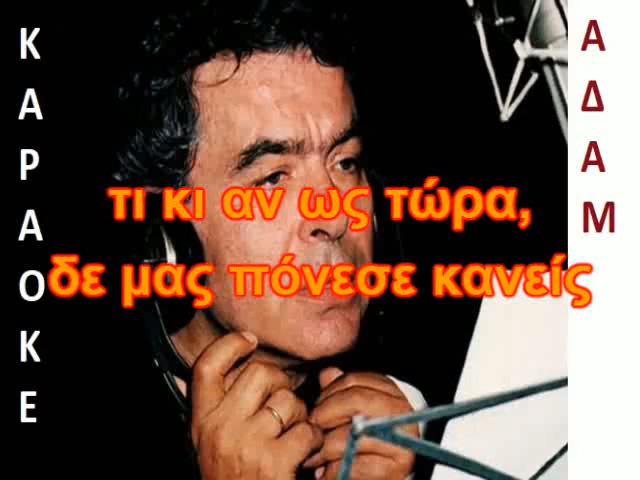 ΚΑΡΑΟΚΕ
τι κι αν ως τώρα,
δε μας πόνεσε κανείς
ΑΔΑΜ